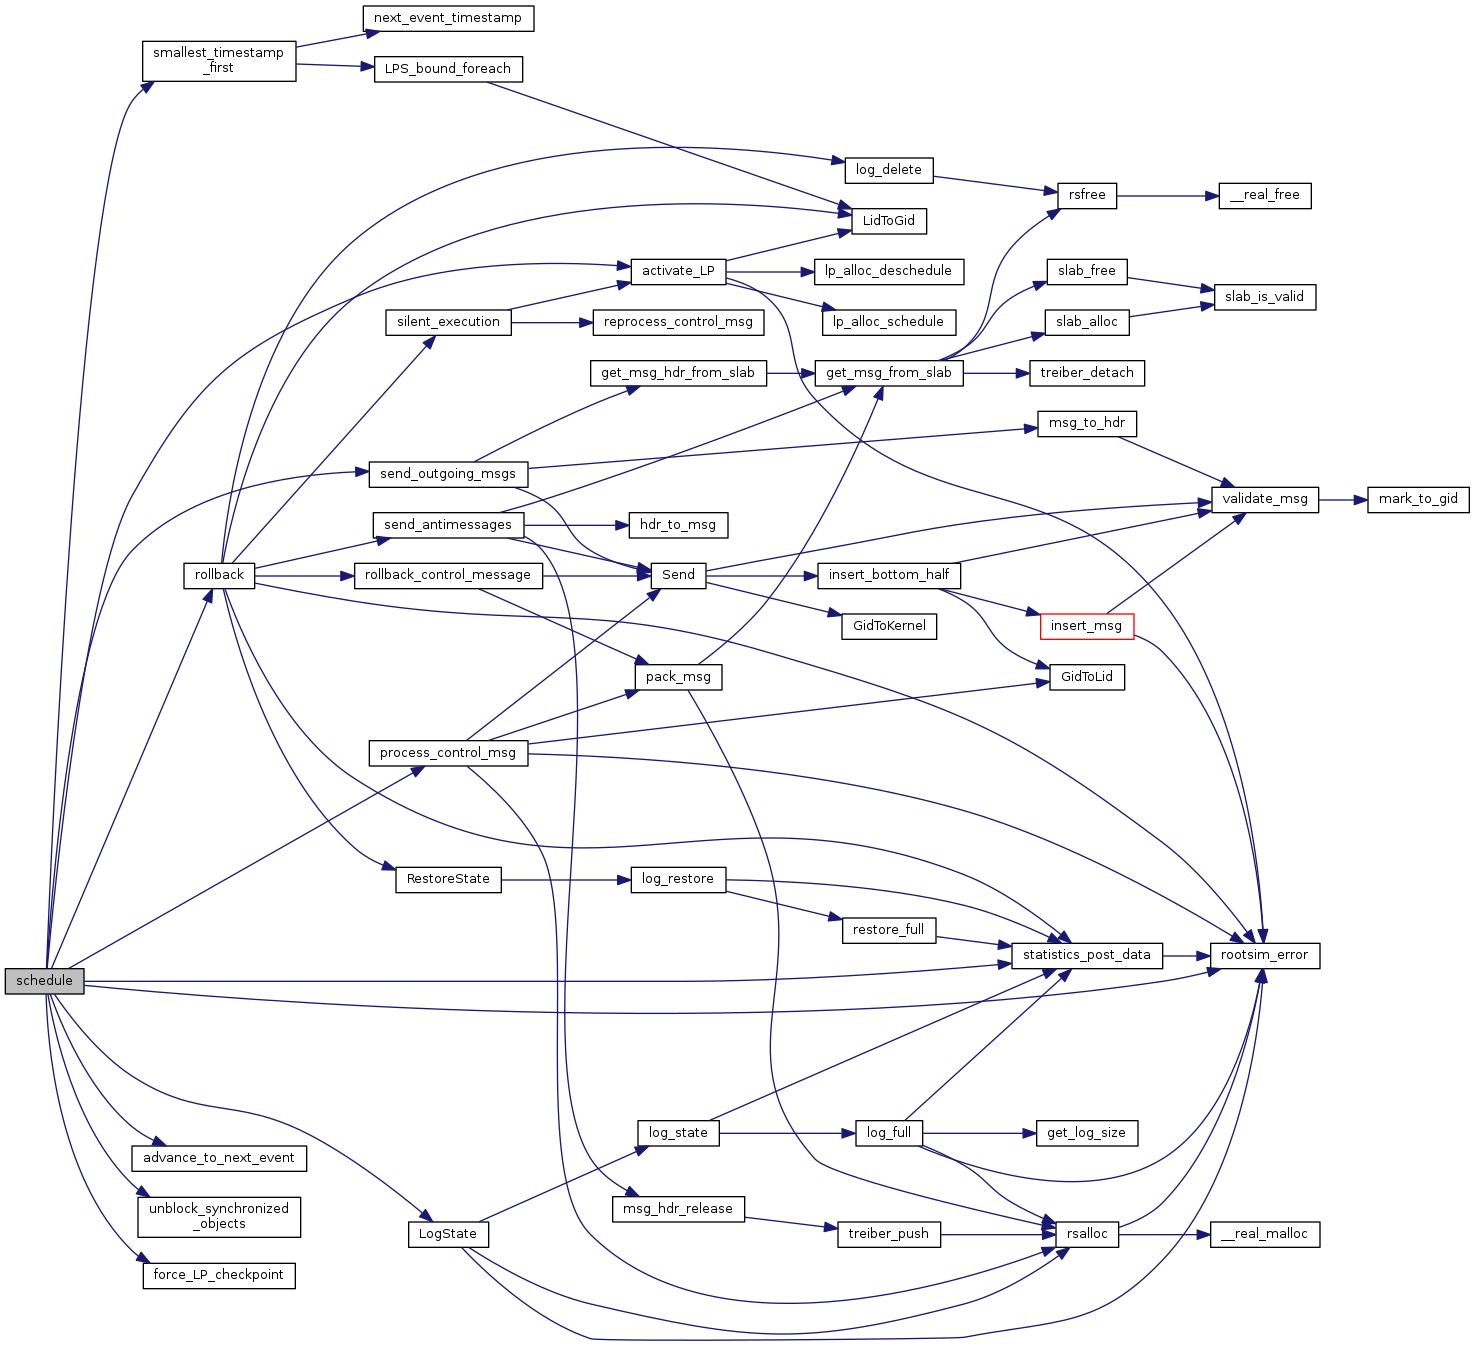 next_event_timestamp
smallest_timestamp
_first
LPS_bound_foreach
log_delete
rsfree
__real_free
LidToGid
activate_LP
lp_alloc_deschedule
slab_free
slab_is_valid
silent_execution
reprocess_control_msg
lp_alloc_schedule
slab_alloc
get_msg_hdr_from_slab
get_msg_from_slab
treiber_detach
msg_to_hdr
send_outgoing_msgs
validate_msg
mark_to_gid
send_antimessages
hdr_to_msg
rollback
rollback_control_message
Send
insert_bottom_half
GidToKernel
insert_msg
pack_msg
GidToLid
process_control_msg
RestoreState
log_restore
restore_full
statistics_post_data
rootsim_error
schedule
log_state
log_full
get_log_size
advance_to_next_event
unblock_synchronized
_objects
msg_hdr_release
LogState
treiber_push
rsalloc
__real_malloc
force_LP_checkpoint